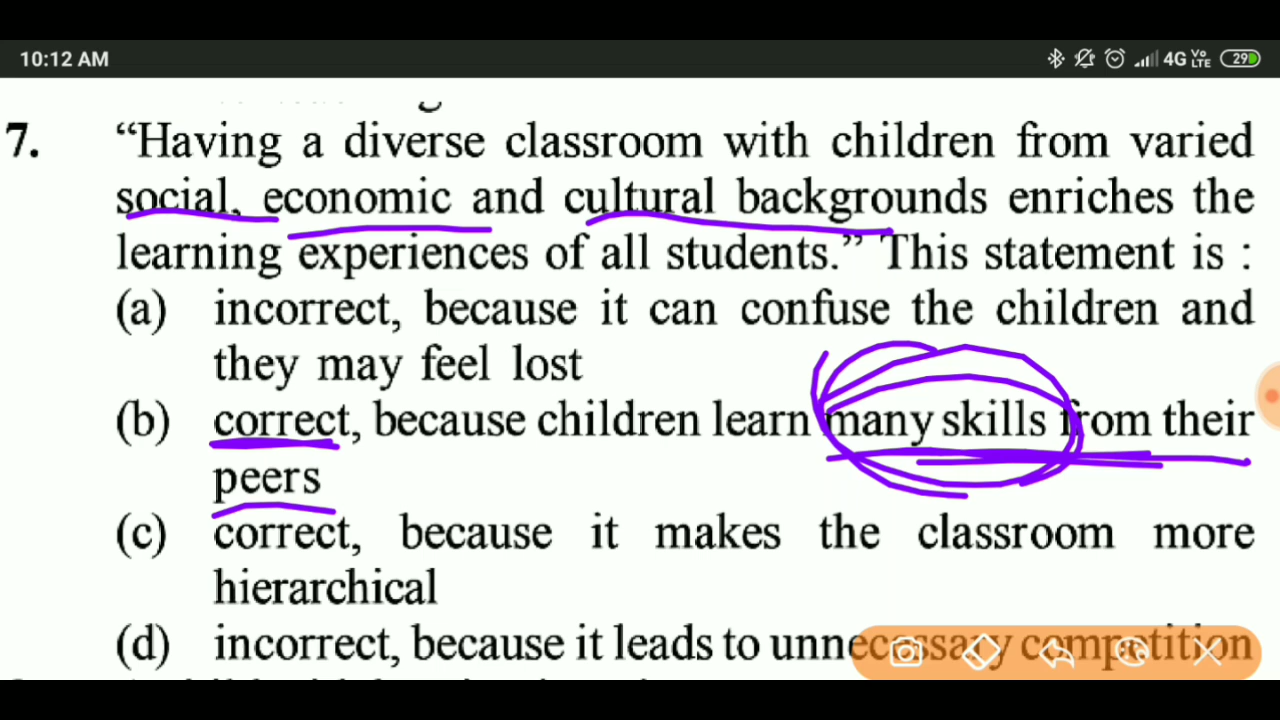 10:12 AM 4G Vo LTE 29
7. “Having a diverse classroom with children from varied
social, economic and cultural backgrounds enriches the
learning experiences of all students.” This statement is :
(a) incorrect, because it can confuse the children and
they may feel lost
(b) correct, because children learn many skills from their
peers
(c) correct, because it makes the classroom more
hierarchical
(d) incorrect, because it leads to unnecessary competition